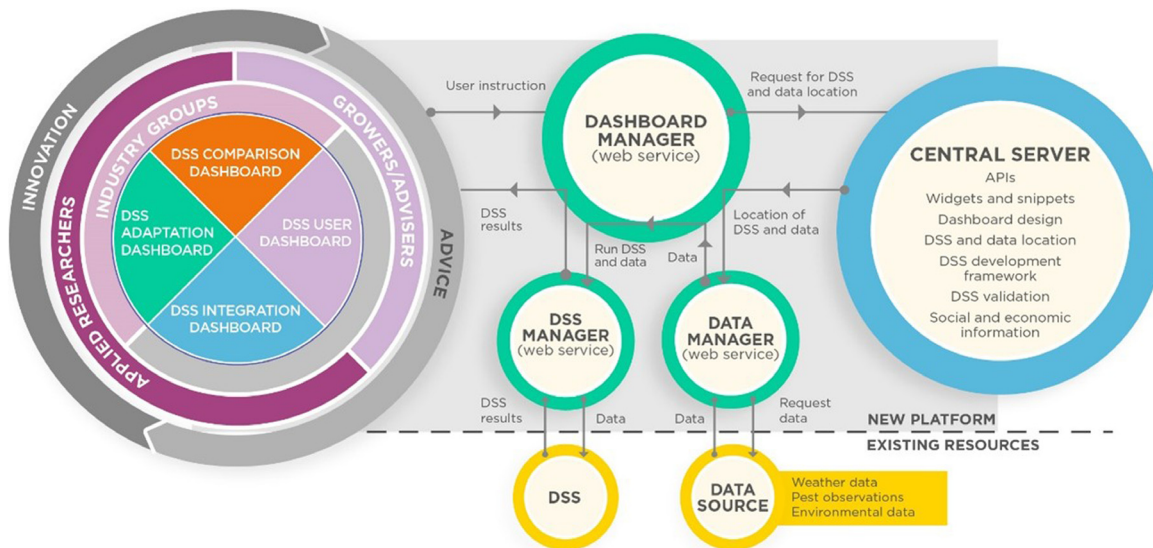 INNOVATION
APPLIED RESEARCHERS
INDUSTRY GROUPS
GROWERS/ADVISERS
ADVICE
DSS COMPARISON
DASHBOARD
DSS
ADAPTATION
DASHBOARD
DSS USER
DASHBOARD
DSS INTEGRATION
DASHBOARD
User instruction
DASHBOARD
MANAGER
(web service)
Request for DSS
and data location
CENTRAL SERVER
APIs
Widgets and snippets
Dashboard design
DSS and data location
DSS development
framework
DSS validation
Social and economic
information
DSS
results
Run DSS
and data
Data
Location of
DSS and data
DSS
MANAGER
(web service)
DATA
MANAGER
(web service)
DSS
results
Data
Data
Request
data
NEW PLATFORM
EXISTING RESOURCES
DSS
DATA
SOURCE
Weather data
Pest observations
Environmental data